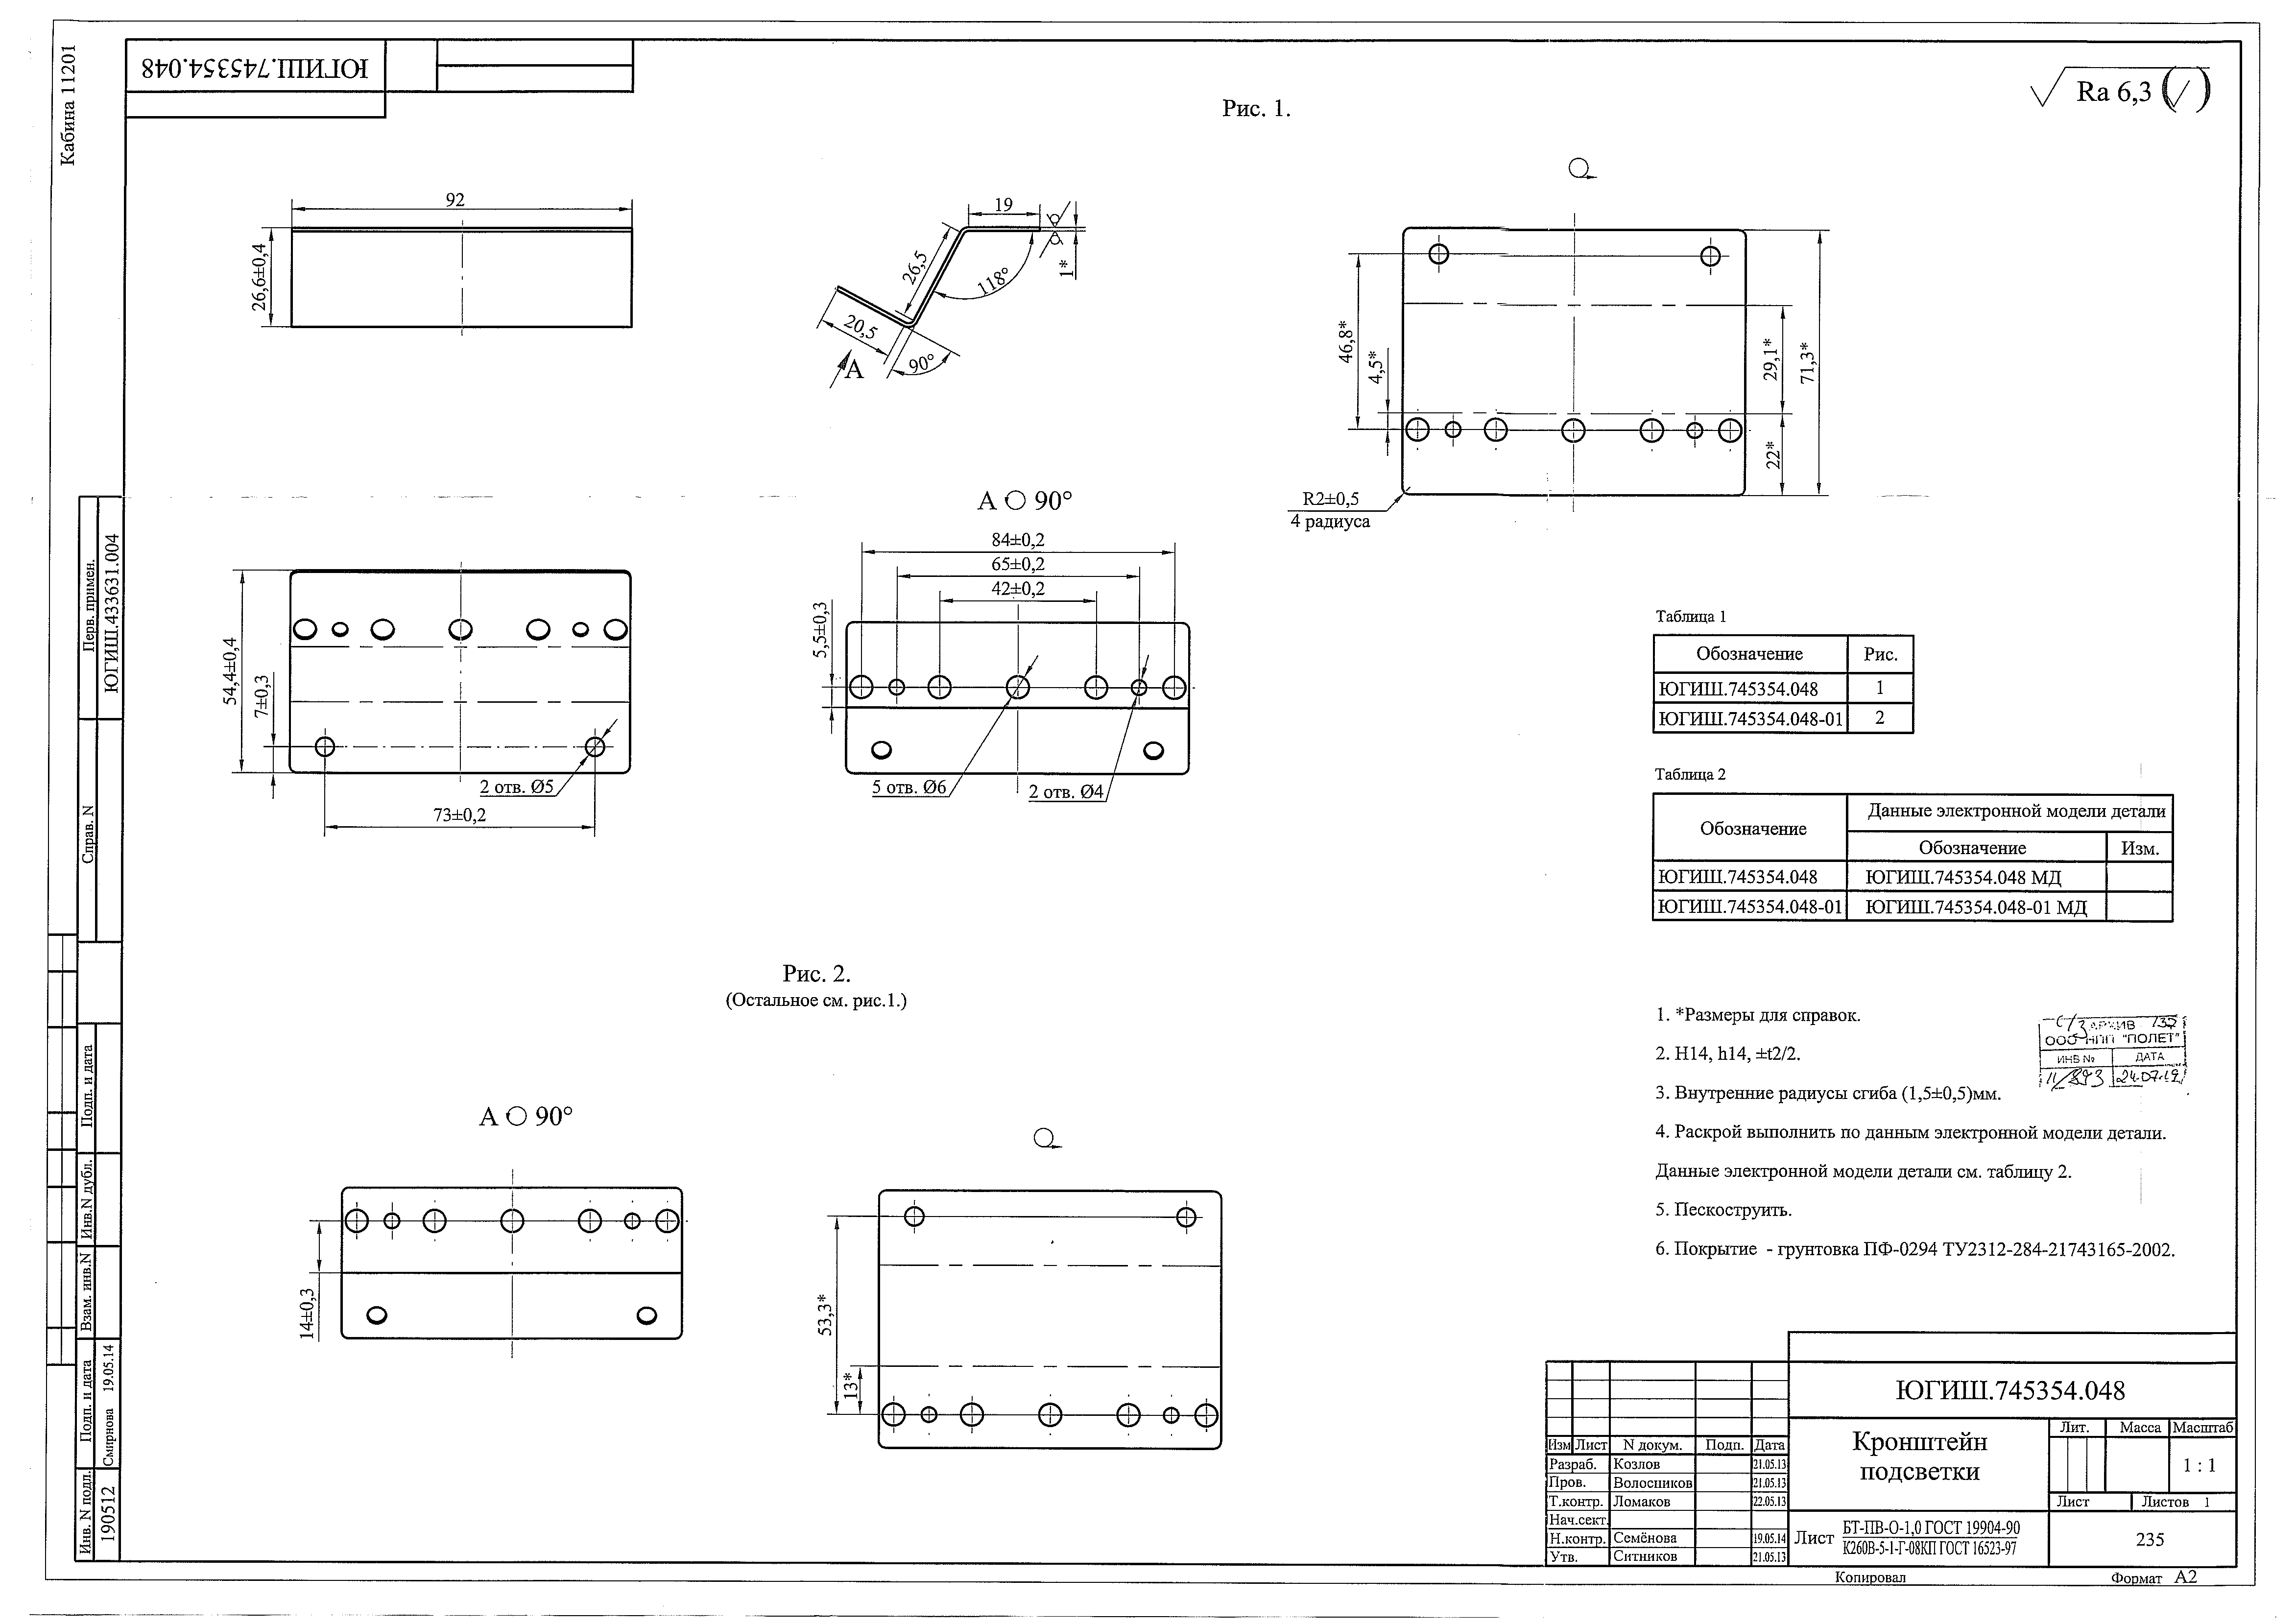 Кабина 11201
ЮГИШ.745354.048
Ra 6,3
Рис. 1.
92
26,6±0,4
19
26,5
118°
1*
20,5
90°
А
46,8*
4,5*
29,1*
71,3*
22*
R2±0,5
4 радиуса
54,4±0,4
7±0,3
2 отв. Ø5
73±0,2
А 90°
84±0,2
65±0,2
42±0,2
5,5±0,3
5 отв. Ø6
2 отв. Ø4
Таблица 1
Обозначение Рис.
ЮГИШ.745354.048 1
ЮГИШ.745354.048-01 2
Таблица 2
Обозначение Данные электронной модели детали
Обозначение Изм.
ЮГИШ.745354.048 ЮГИШ.745354.048 МД
ЮГИШ.745354.048-01 ЮГИШ.745354.048-01 МД
Рис. 2.
(Остальное см. рис.1.)
А 90°
14±0,3
53,3*
13*
1. *Размеры для справок.
2. H14, h14, ±t2/2.
3. Внутренние радиусы сгиба (1,5±0,5)мм.
4. Раскрой выполнить по данным электронной модели детали.
Данные электронной модели детали см. таблицу 2.
5. Пескоструить.
6. Покрытие - грунтовка ПФ-0294 ТУ2312-284-21743165-2002.
АРХИВ
ООО НПП "ПОЛЕТ"
ИНВ № ДАТА
24.07.19
Перв. примен.
ЮГИШ.433631.004
Справ. N
Подп. и дата
Инв.N дубл.
Взам. инв.N
Подп. и дата
Смирнова 19.05.14
Инв. N подл.
190512
ЮГИШ.745354.048
Изм Лист N докум. Подп. Дата
Разраб. Козлов 21.05.13
Пров. Волосников 21.05.13
Т.контр. Ломаков 22.05.13
Нач.сект.
Н.контр. Семёнова 19.05.14
Утв. Ситников 21.05.13
Кронштейн
подсветки
Лит. Масса Масштаб
1 : 1
Лист Листов 1
Лист БТ-ПВ-О-1,0 ГОСТ 19904-90
К260В-5-1-Г-08КП ГОСТ 16523-97
235
Копировал Формат А2